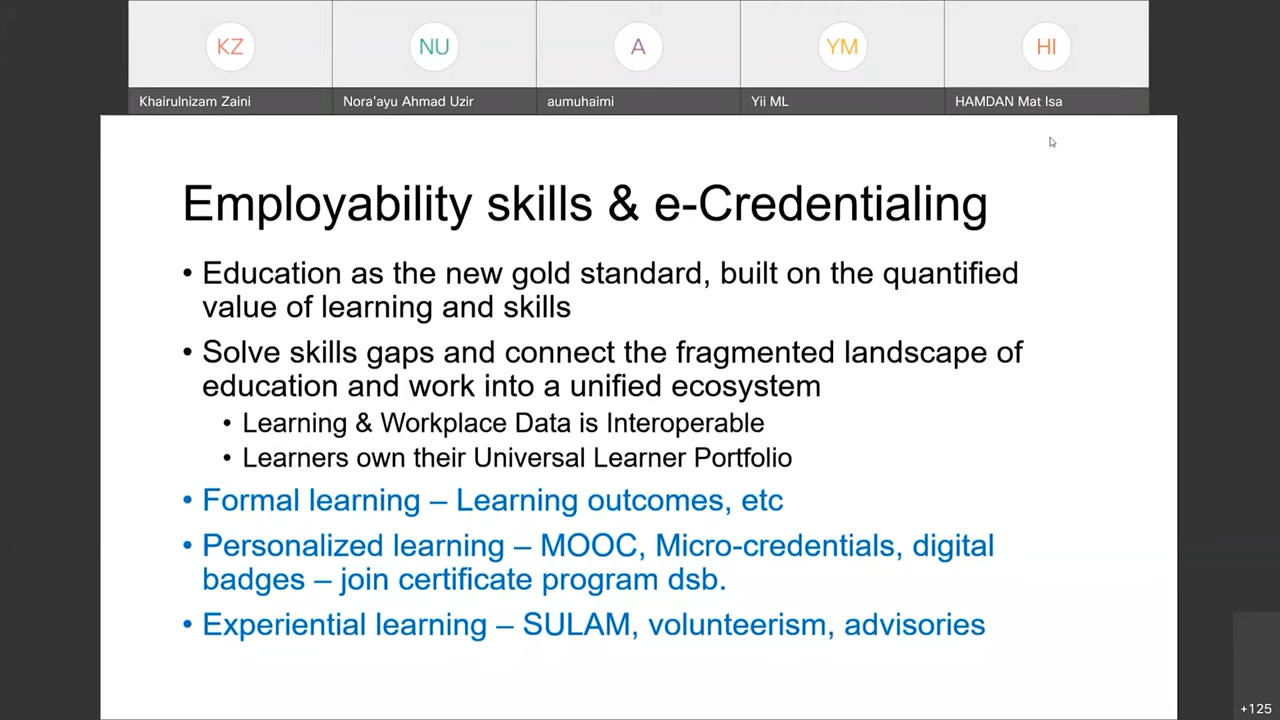 KZ
NU
A
YM
HI
Khairulnizam Zaini
Nora'ayu Ahmad Uzir
aumuhaimi
Yii ML
HAMDAN Mat Isa
Employability skills & e-Credentialing
• Education as the new gold standard, built on the quantified
value of learning and skills
• Solve skills gaps and connect the fragmented landscape of
education and work into a unified ecosystem
• Learning & Workplace Data is Interoperable
• Learners own their Universal Learner Portfolio
• Formal learning – Learning outcomes, etc
• Personalized learning – MOOC, Micro-credentials, digital
badges – join certificate program dsb.
• Experiential learning – SULAM, volunteerism, advisories
+125